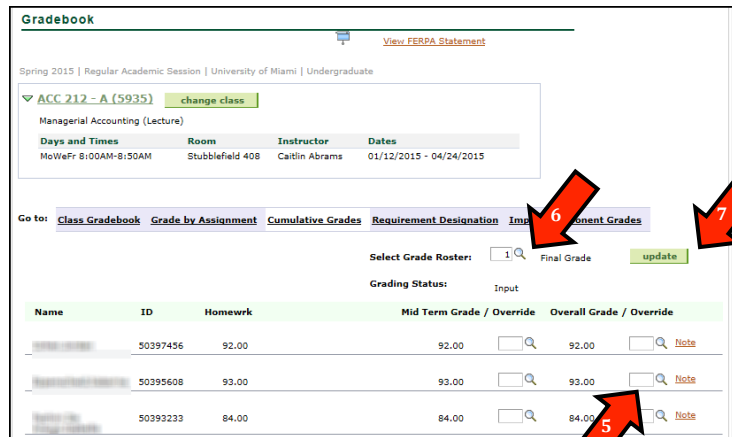 Gradebook
View FERPA Statement
Spring 2015 | Regular Academic Session | University of Miami | Undergraduate
ACC 212 - A (5935) change class
Managerial Accounting (Lecture)
Days and Times Room Instructor Dates
MoWeFr 8:00AM-8:50AM Stubblefield 408 Caitlin Abrams 01/12/2015 - 04/24/2015
6
7
Go to: Class Gradebook Grade by Assignment Cumulative Grades Requirement Designation Grades
Select Grade Roster: 1 Final Grade update
Grading Status: Input
Name ID Homewrk Mid Term Grade / Override Overall Grade / Override
50397456 92.00 92.00 92.00 Note
50395608 93.00 93.00 93.00 Note
50393233 84.00 84.00 84.00 Note
5